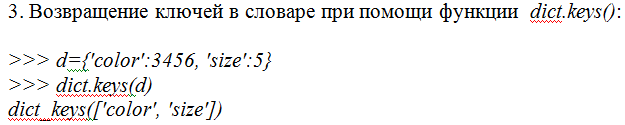 3. Возвращение ключей в словаре при помощи функции dict.keys():
>>> d={'color':3456, 'size':5}
>>> dict.keys(d)
dict_keys(['color', 'size'])